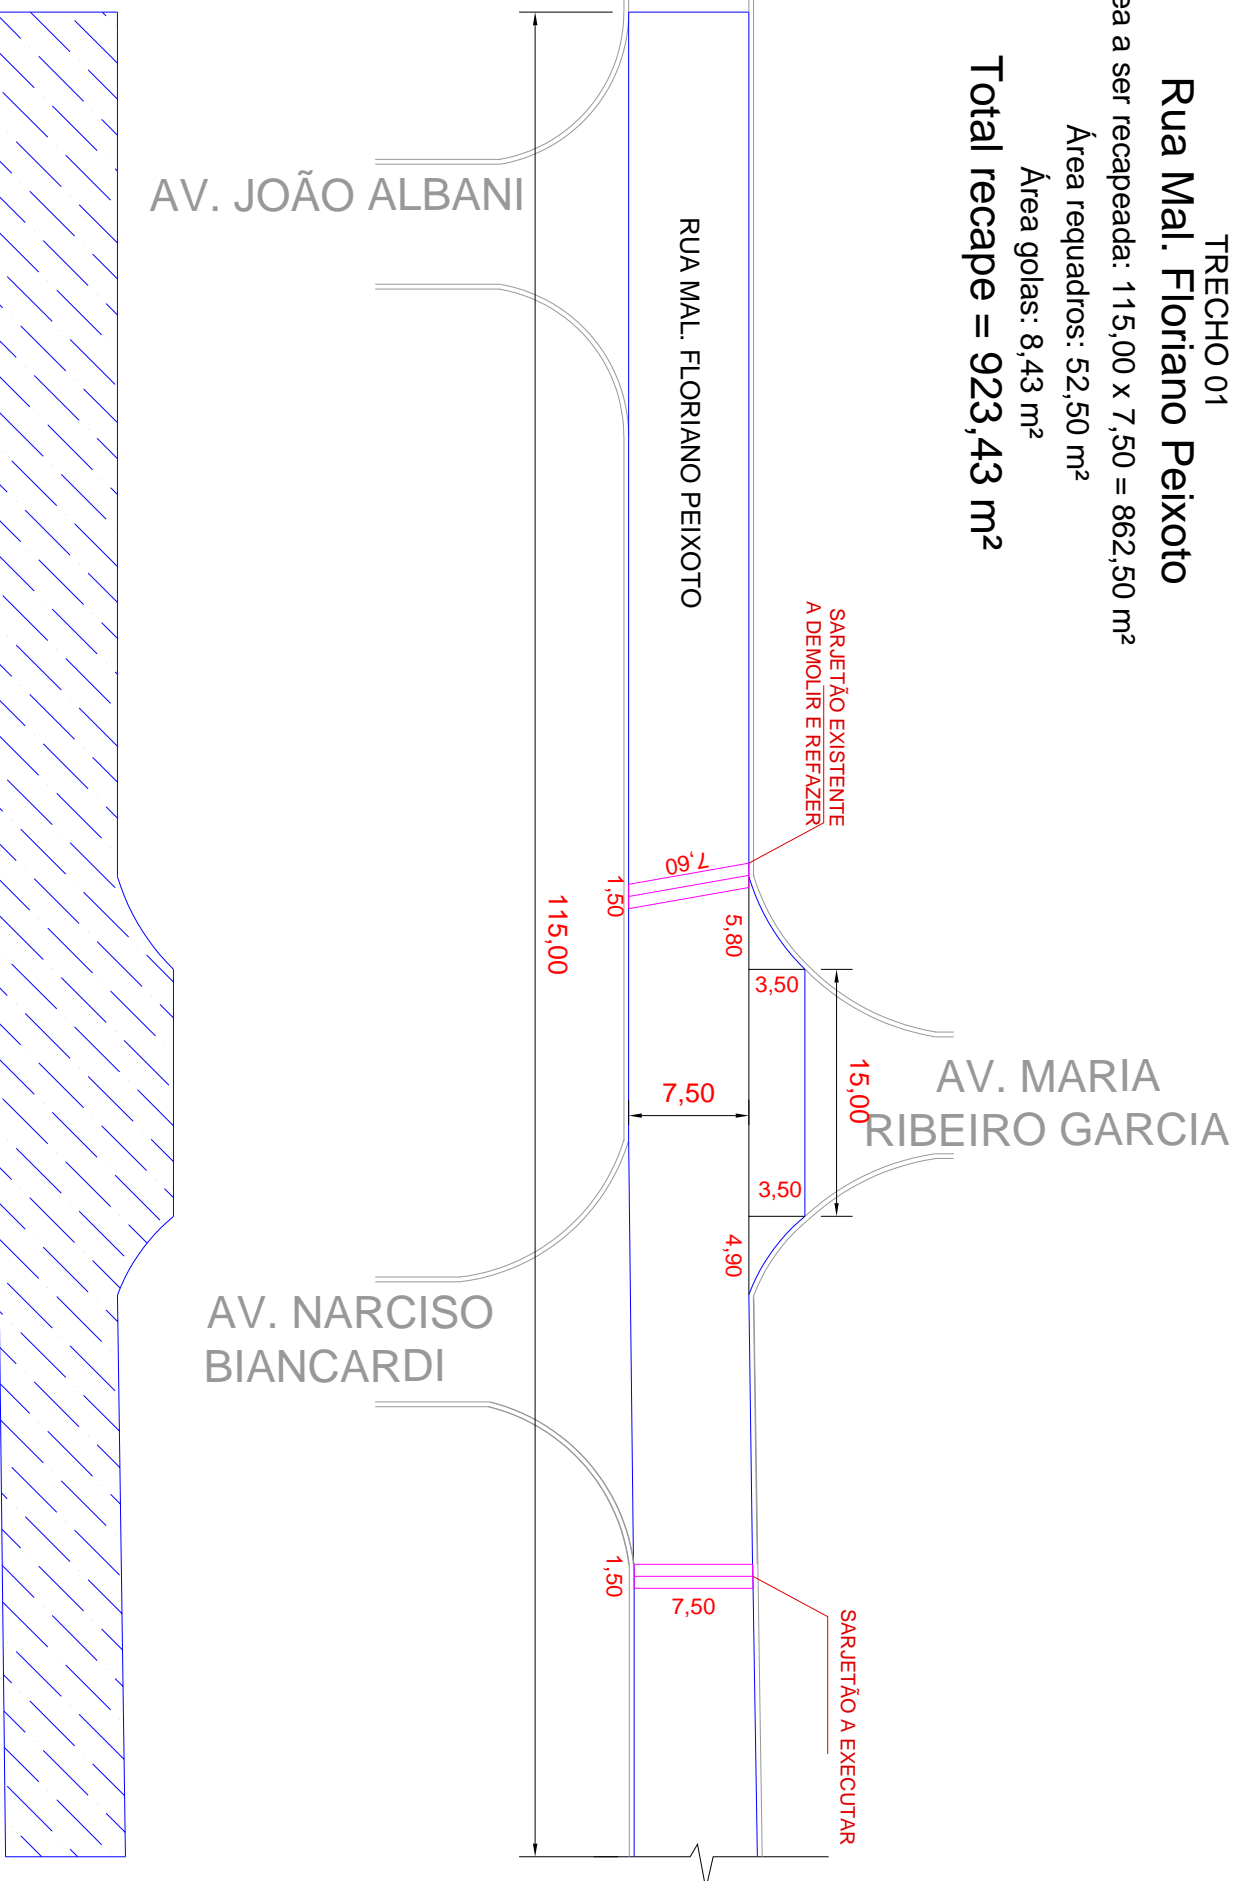 TRECHO 01
Rua Mal. Floriano Peixoto
a ser recapeada: 115,00 x 7,50 = 862,50 m²
Área requadros: 52,50 m²
Área golas: 8,43 m²
Total recape = 923,43 m²
AV. JOÃO ALBANI
RUA MAL. FLORIANO PEIXOTO
SARJETÃO EXISTENTE
A DEMOLIR E REFAZER
7,60
1,50
5,80
115,00
3,50
15,00
7,50
AV. MARIA
RIBEIRO GARCIA
3,50
4,90
AV. NARCISO
BIANCARDI
1,50
7,50
SARJETÃO A EXECUTAR